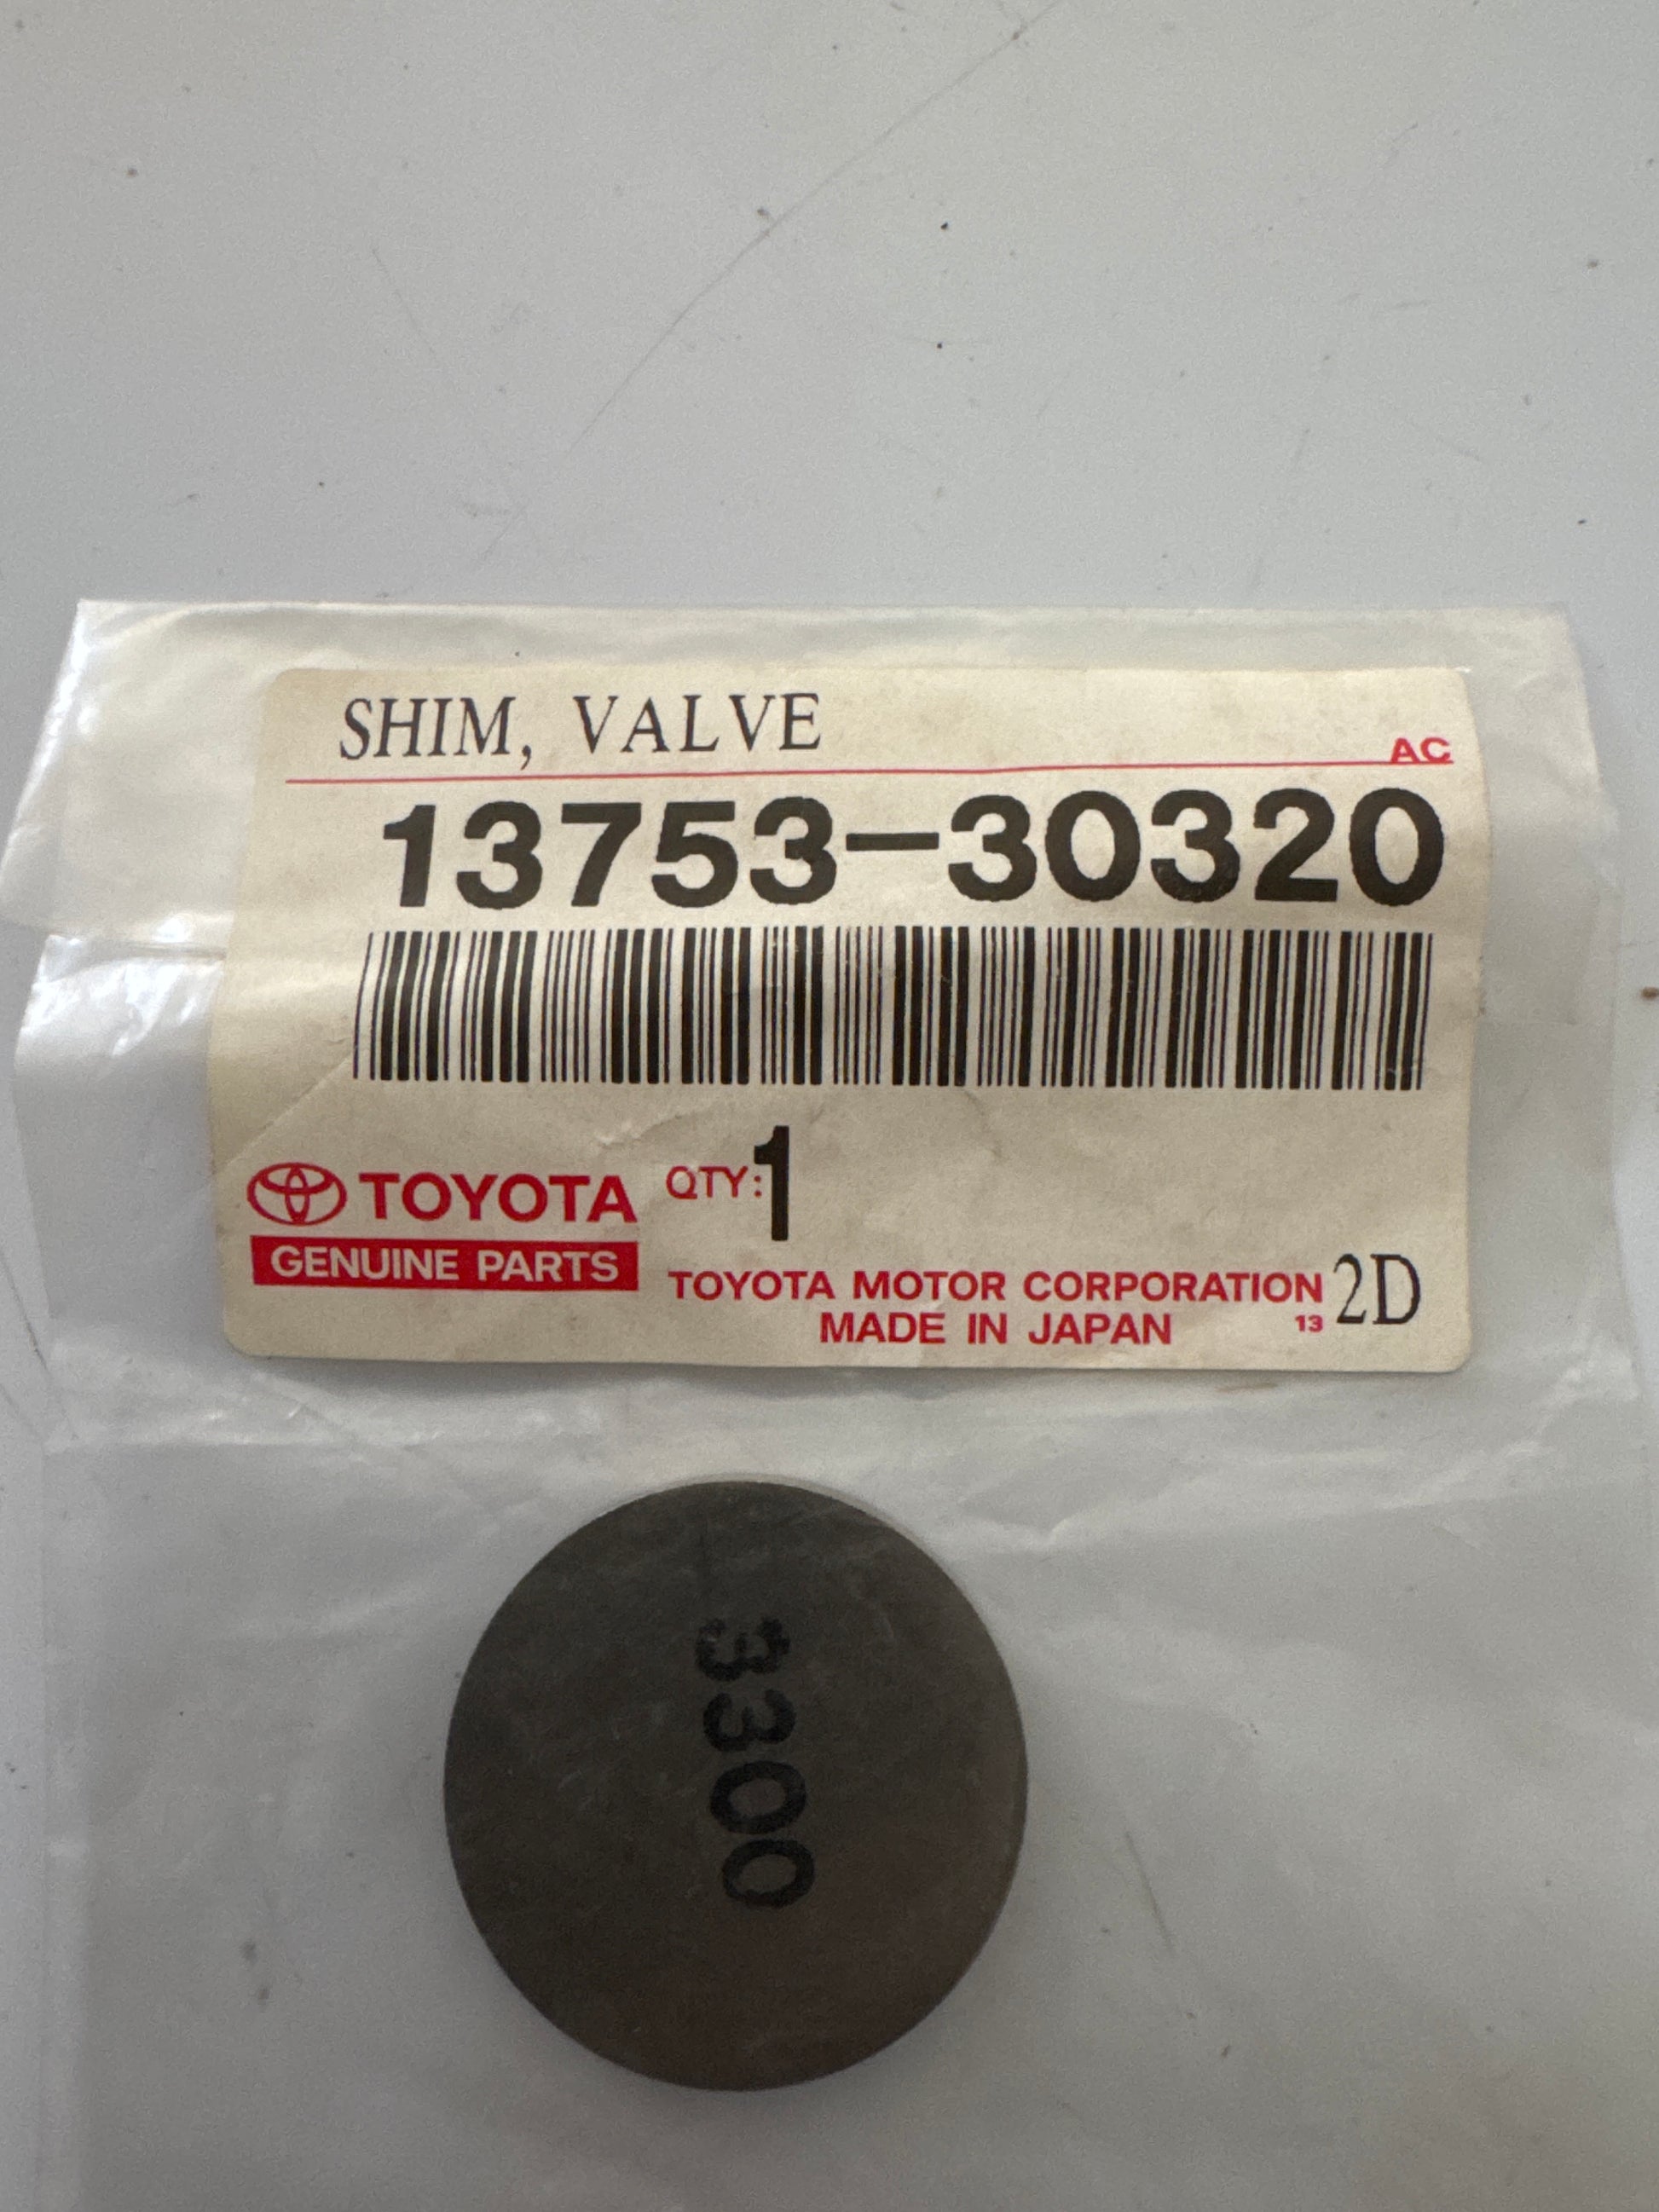 SHIM, VALVE
AC
13753-30320
QTY:1
TOYOTA
GENUINE PARTS
TOYOTA MOTOR CORPORATION 2D
MADE IN JAPAN 13
3300